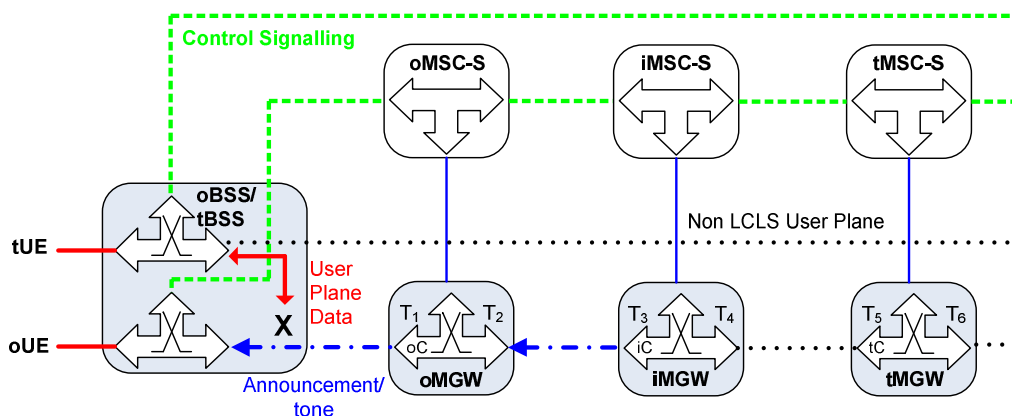 Control Signalling
oMSC-S
iMSC-S
tMSC-S
oBSS/
tBSS
Non LCLS User Plane
tUE
User
Plane
Data
X
oUE
T1 T2
oC
oMGW
T3 T4
iC
iMGW
T5 T6
tC
tMGW
Announcement/
tone